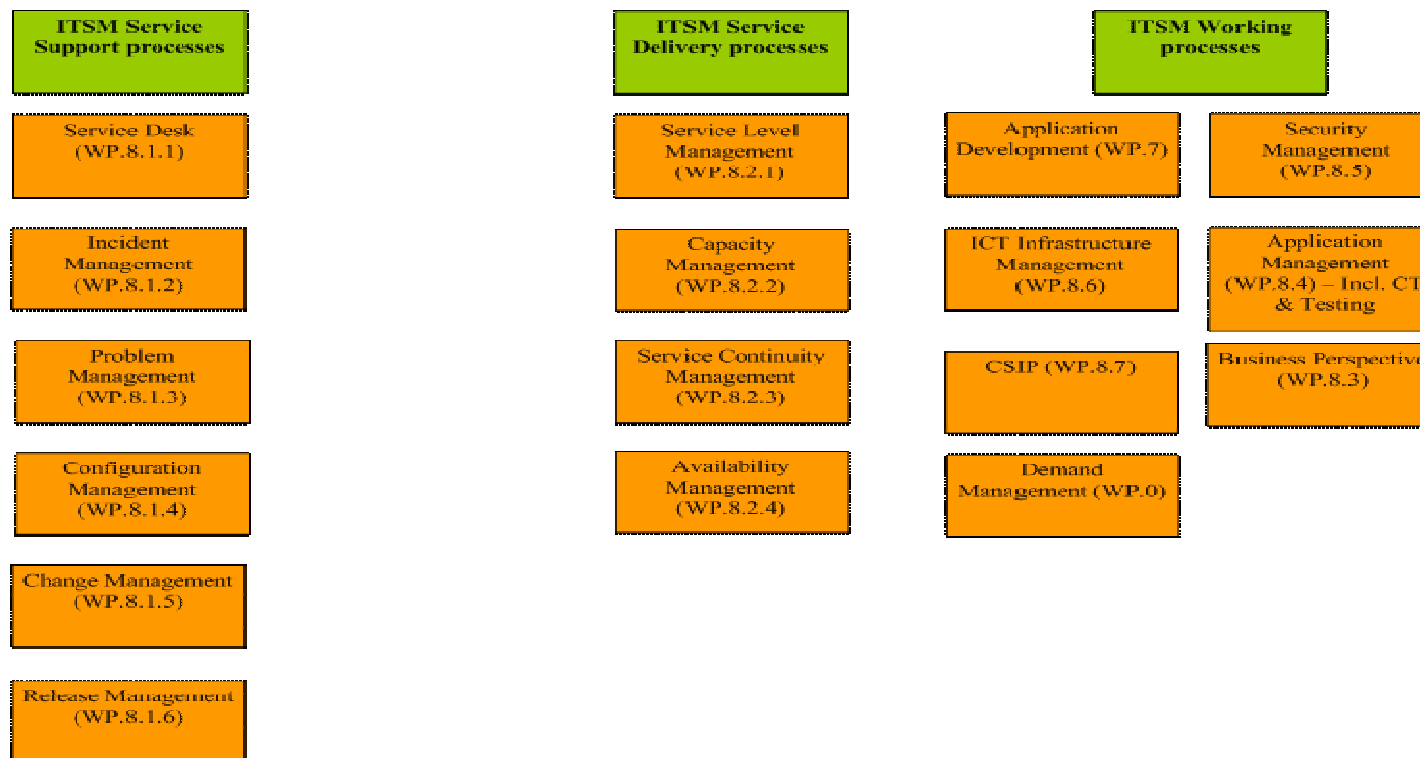 ITSM Service
Support processes
Service Desk
(WP.8.1.1)
Incident
Management
(WP.8.1.2)
Problem
Management
(WP.8.1.3)
Configuration
Management
(WP.8.1.4)
Change Management
(WP.8.1.5)
Release Management
(WP.8.1.6)
ITSM Service
Delivery processes
Service Level
Management
(WP.8.2.1)
Capacity
Management
(WP.8.2.2)
Service Continuity
Management
(WP.8.2.3)
Availability
Management
(WP.8.2.4)
ITSM Working
processes
Application
Development (WP.7)
ICT Infrastructure
Management
(WP.8.6)
CSIP (WP.8.7)
Demand
Management (WP.0)
Security
Management
(WP.8.5)
Application
Management
(WP.8.4) – Incl. CT
& Testing
Business Perspective
(WP.8.3)